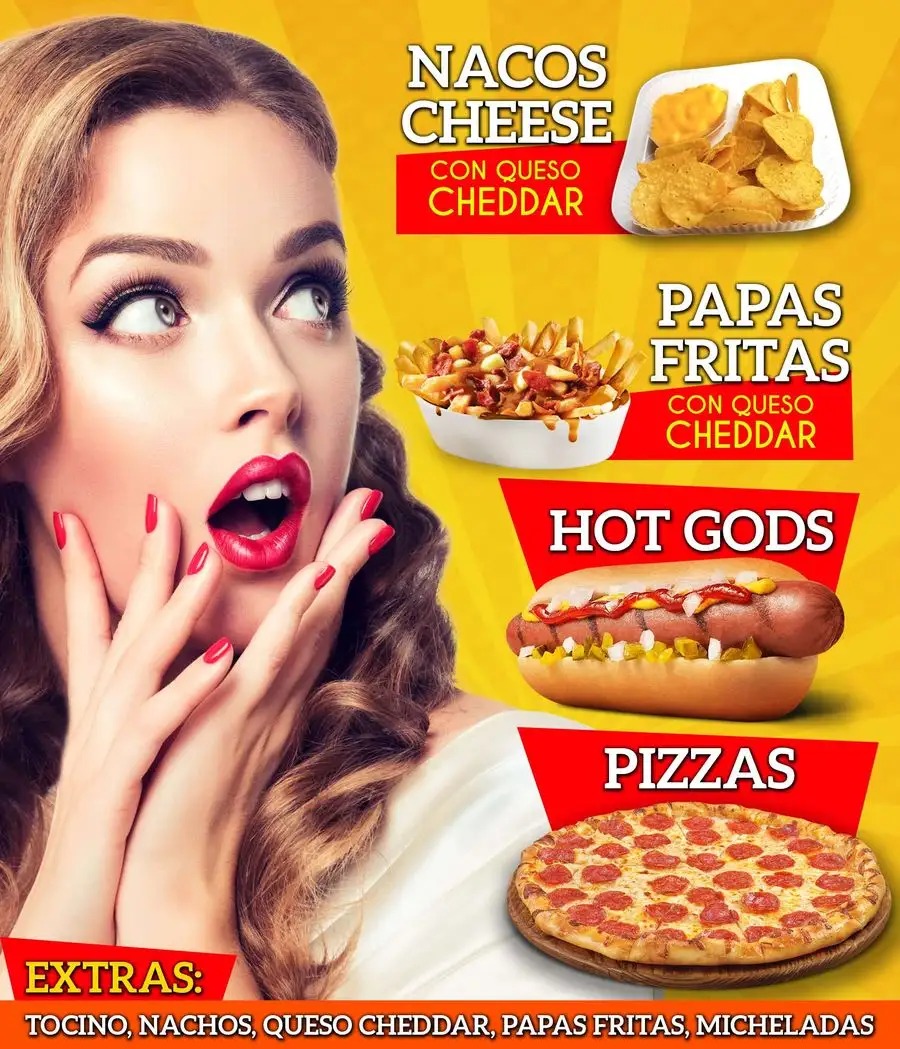 NACOS
CHEESE
CON QUESO
CHEDDAR
PAPAS
FRITAS
CON QUESO
CHEDDAR
HOT GODS
PIZZAS
EXTRAS:
TOCINO, NACHOS, QUESO CHEDDAR, PAPAS FRITAS, MICHELADAS